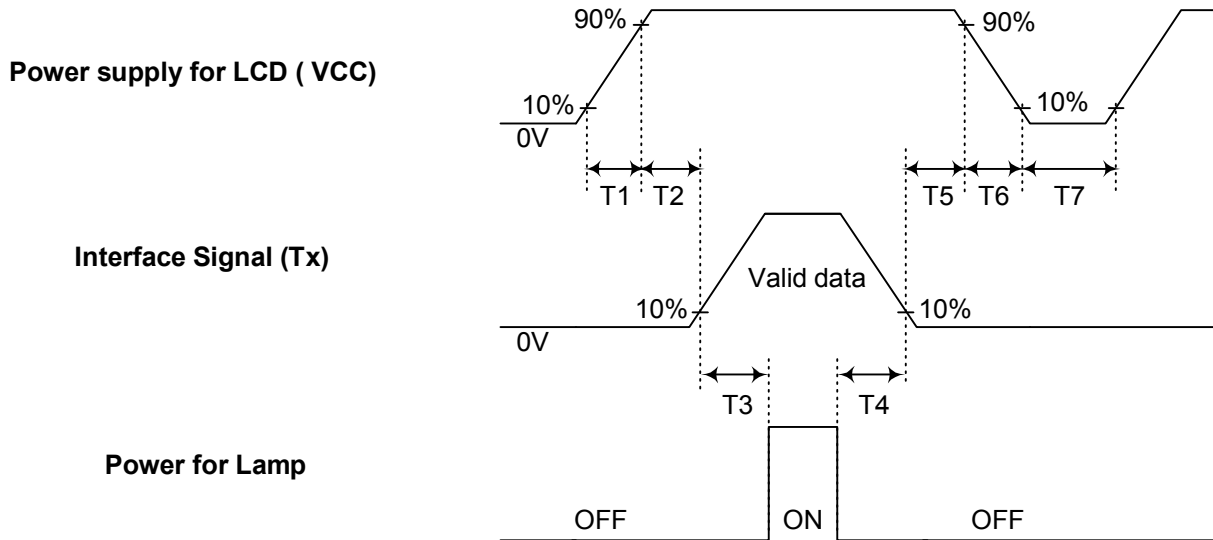 90%
90%
Power supply for LCD ( VCC)
10%
10%
0V
T1 T2 T5 T6 T7
Interface Signal (Tx)
Valid data
10%
10%
0V
T3 T4
Power for Lamp
OFF ON OFF